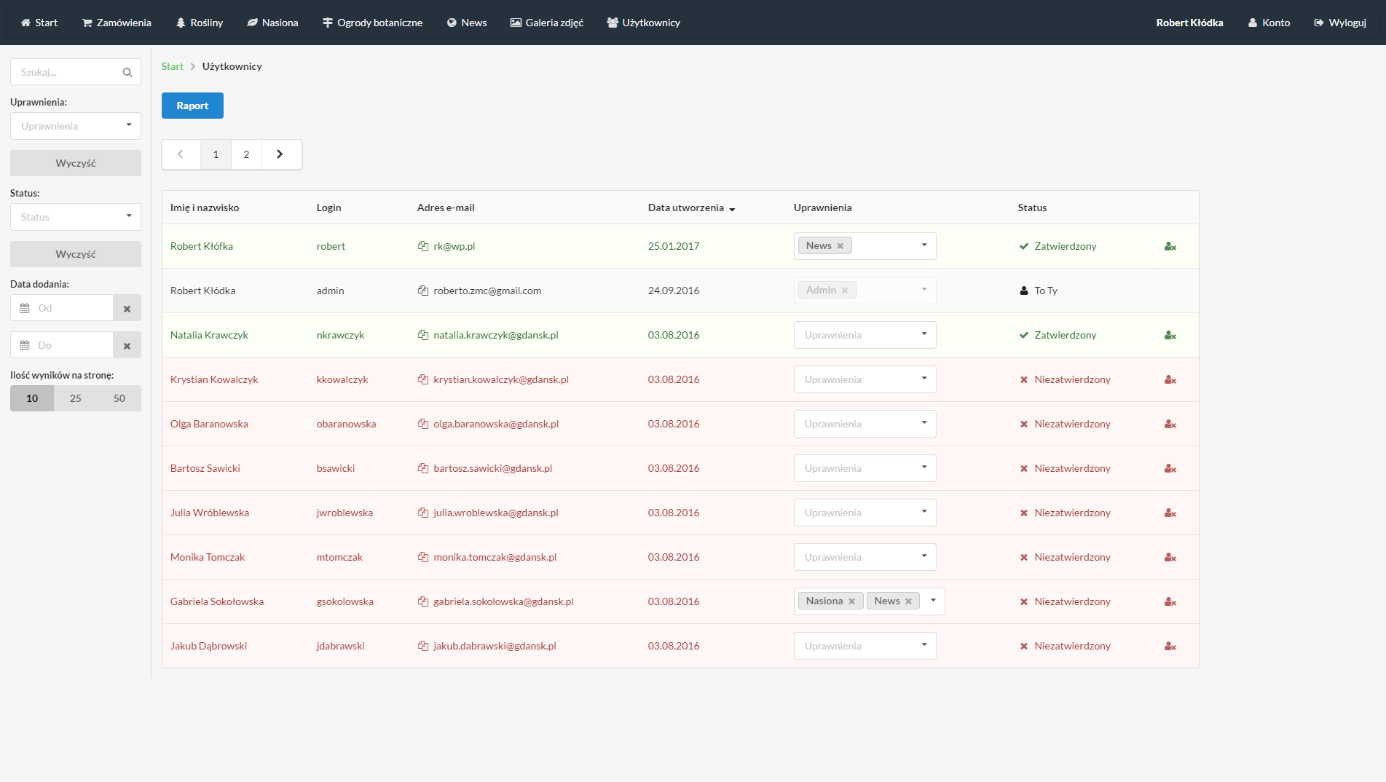 Start Zamówienia Rośliny Nasiona Ogrody botaniczne News Galeria zdjęć Użytkownicy Robert Kłódka Konto Wyloguj
Szukaj...
Uprawnienia:
Uprawnienia
Wyczyść
Status:
Status
Wyczyść
Data dodania:
Od
Do
Ilość wyników na stronę:
10 25 50
Start Użytkownicy
Raport
1 2
Imię i nazwisko Login Adres e-mail Data utworzenia Uprawnienia Status
Robert Kłófka robert rk@wp.pl 25.01.2017 News Zatwierdzony
Robert Kłódka admin roberto.zmc@gmail.com 24.09.2016 Admin To Ty
Natalia Krawczyk nkrawczyk natalia.krawczyk@gdansk.pl 03.08.2016 Uprawnienia Zatwierdzony
Krystian Kowalczyk kkowalczyk krystian.kowalczyk@gdansk.pl 03.08.2016 Uprawnienia Niezatwierdzony
Olga Baranowska obaranowska olga.baranowska@gdansk.pl 03.08.2016 Uprawnienia Niezatwierdzony
Bartosz Sawicki bsawicki bartosz.sawicki@gdansk.pl 03.08.2016 Uprawnienia Niezatwierdzony
Julia Wróblewska jwroblewska julia.wroblewska@gdansk.pl 03.08.2016 Uprawnienia Niezatwierdzony
Monika Tomczak mtomczak monika.tomczak@gdansk.pl 03.08.2016 Uprawnienia Niezatwierdzony
Gabriela Sokołowska gsokolowska gabriela.sokolowska@gdansk.pl 03.08.2016 Nasiona News Niezatwierdzony
Jakub Dąbrowski jdabrawski jakub.dabrawski@gdansk.pl 03.08.2016 Uprawnienia Niezatwierdzony